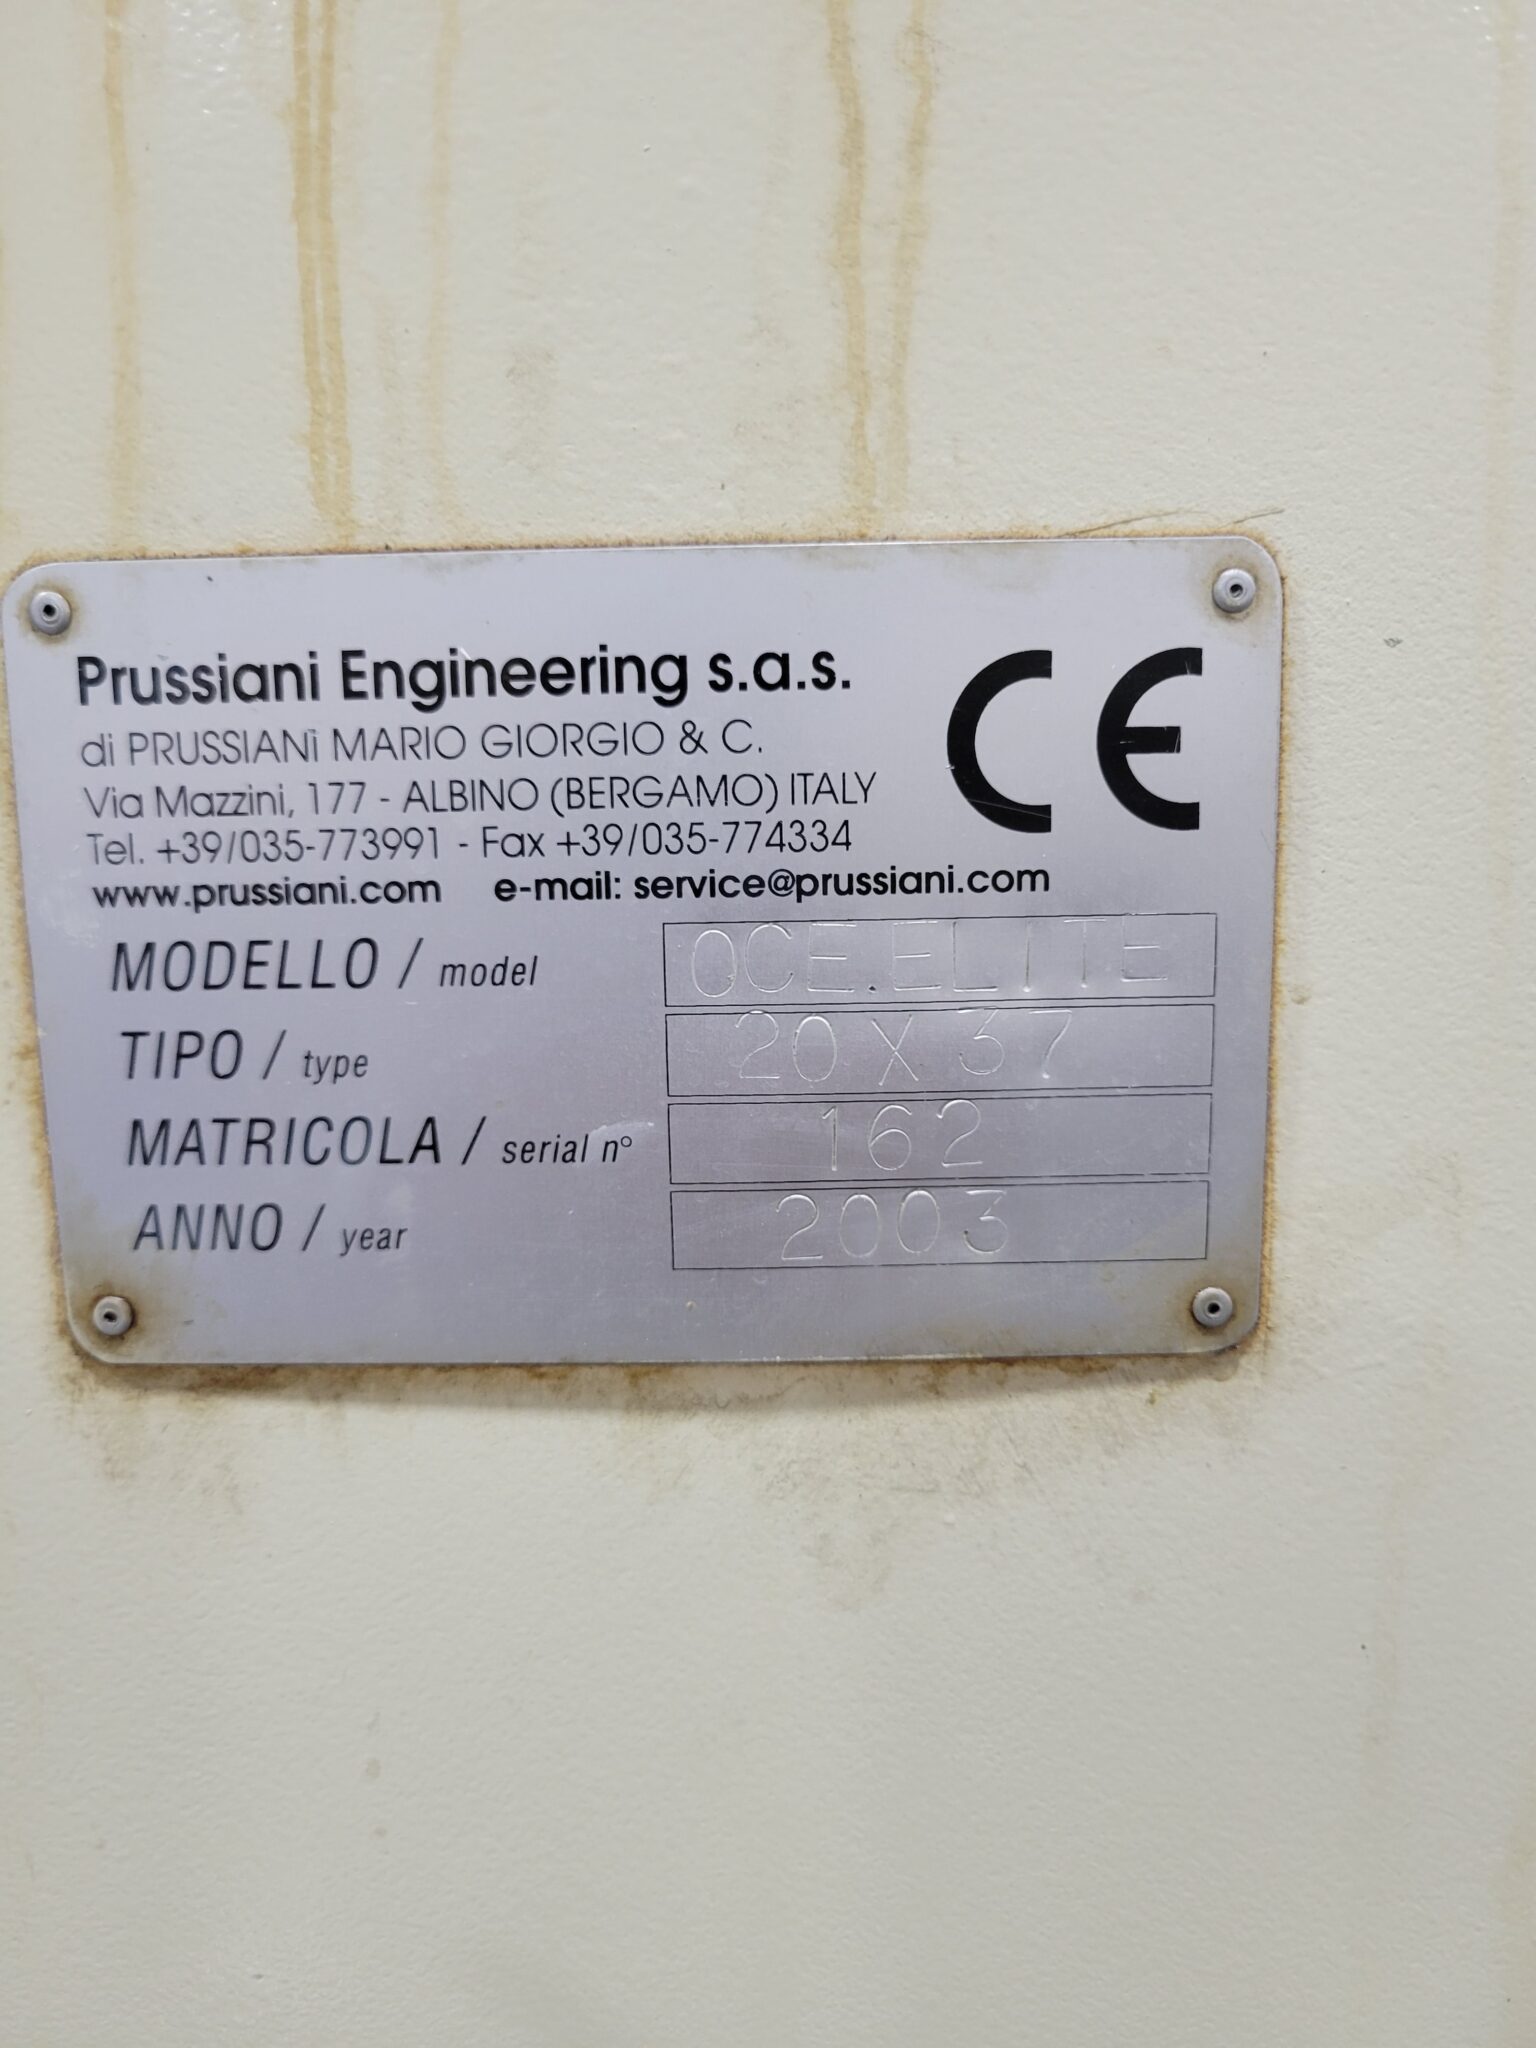 Prussiani Engineering s.a.s.
di PRUSSIANi MARIO GIORGIO & C.
Via Mazzini, 177 - ALBINO (BERGAMO) ITALY
Tel. +39/035-773991 - Fax +39/035-774334
www.prussiani.com e-mail: service@prussiani.com
CE
MODELLO / model OCE.ELITE
TIPO / type 20 X 37
MATRICOLA / serial n° 162
ANNO / year 2003